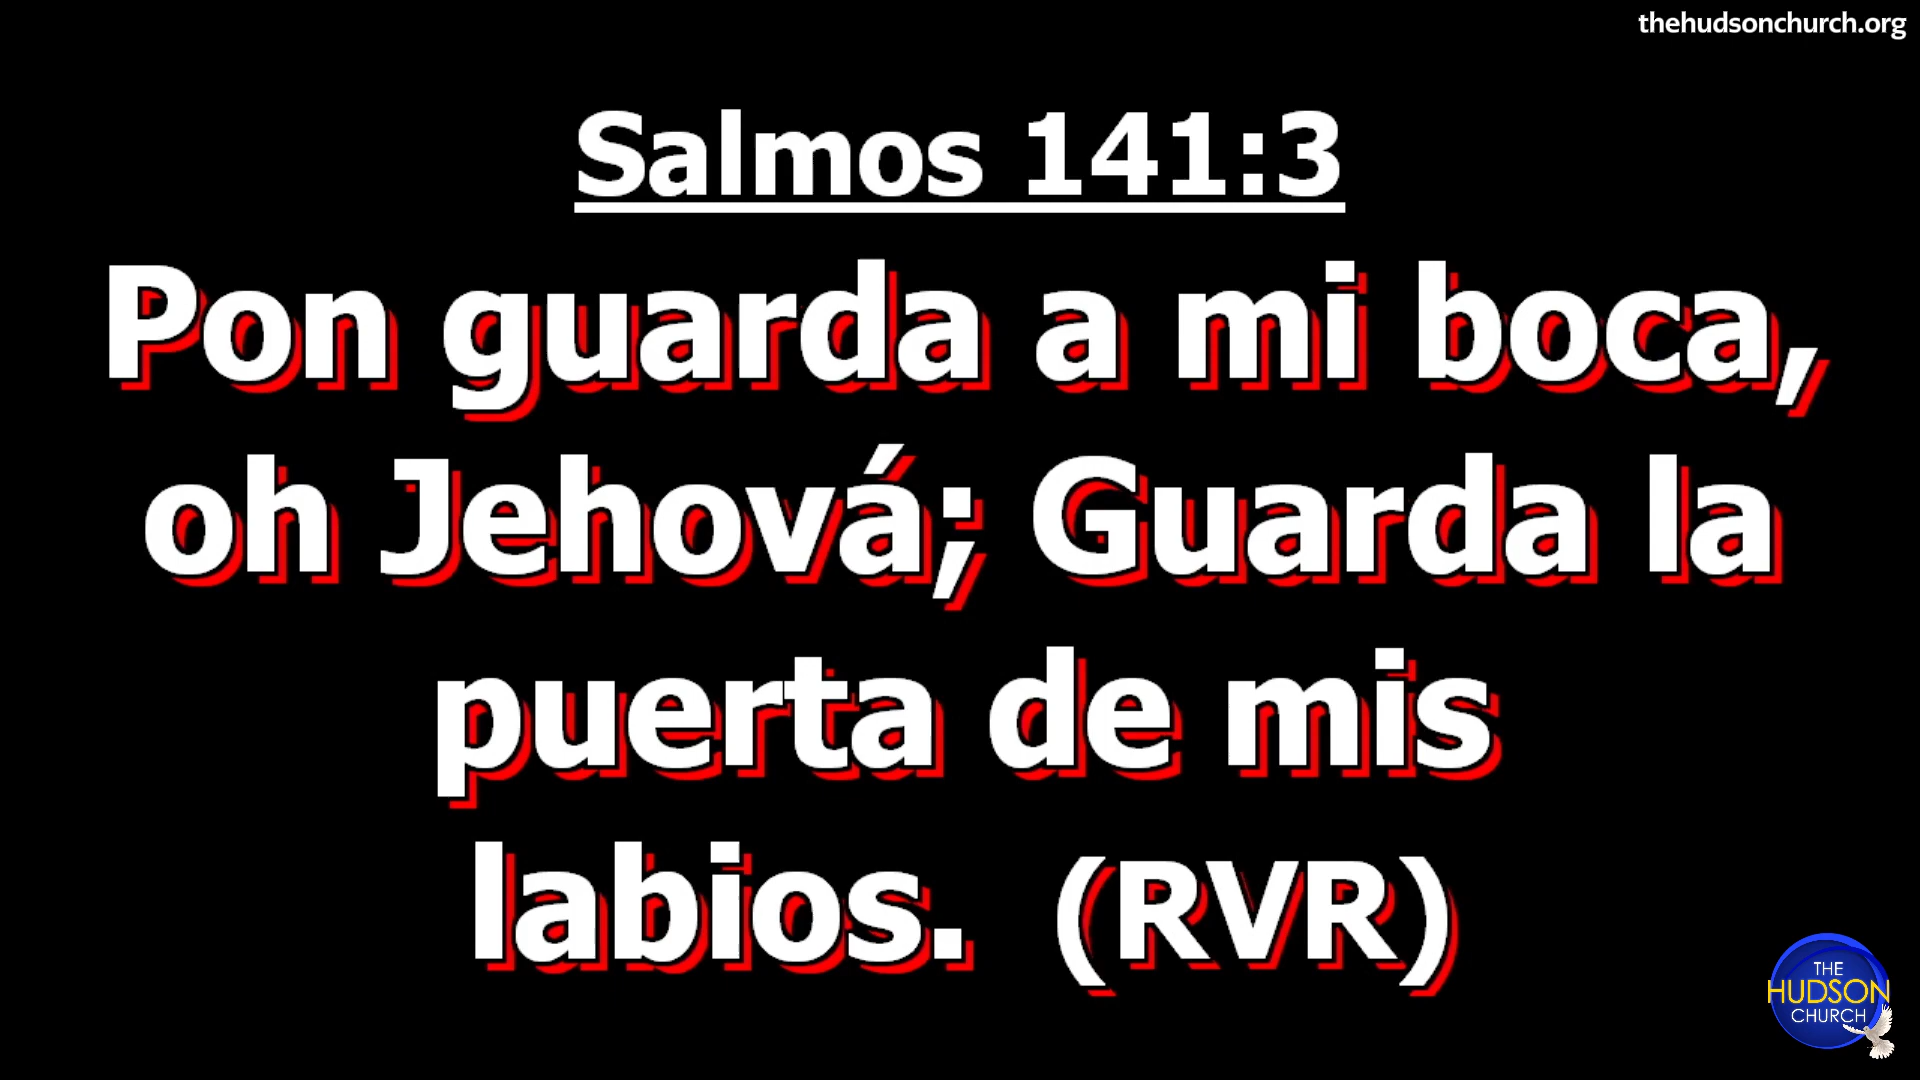 thehudsonchurch.org
Salmos 141:3
Pon guarda a mi boca,
oh Jehová; Guarda la
puerta de mis
labios. (RVR)
THE
HUDSON
CHURCH